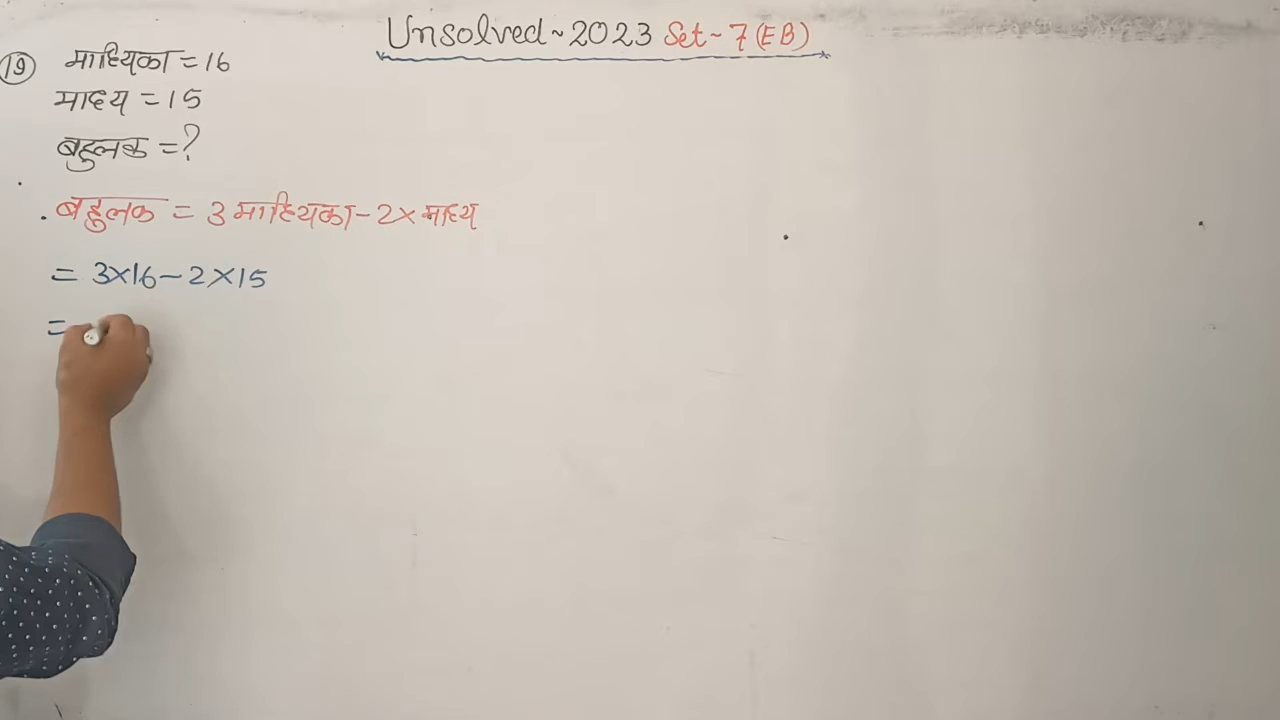 Unsolved~2023 Set~7(EB)
19 माध्यिका = 16
माध्य = 15
बहुलक = ?
बहुलक = 3 माध्यिका - 2 × माध्य
= 3×16 - 2×15
=